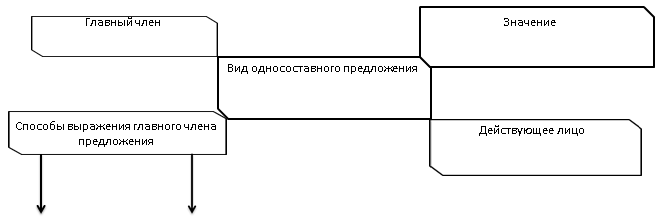 Главный член
Значение
Вид односоставного предложения
Способы выражения главного члена
предложения
Действующее лицо